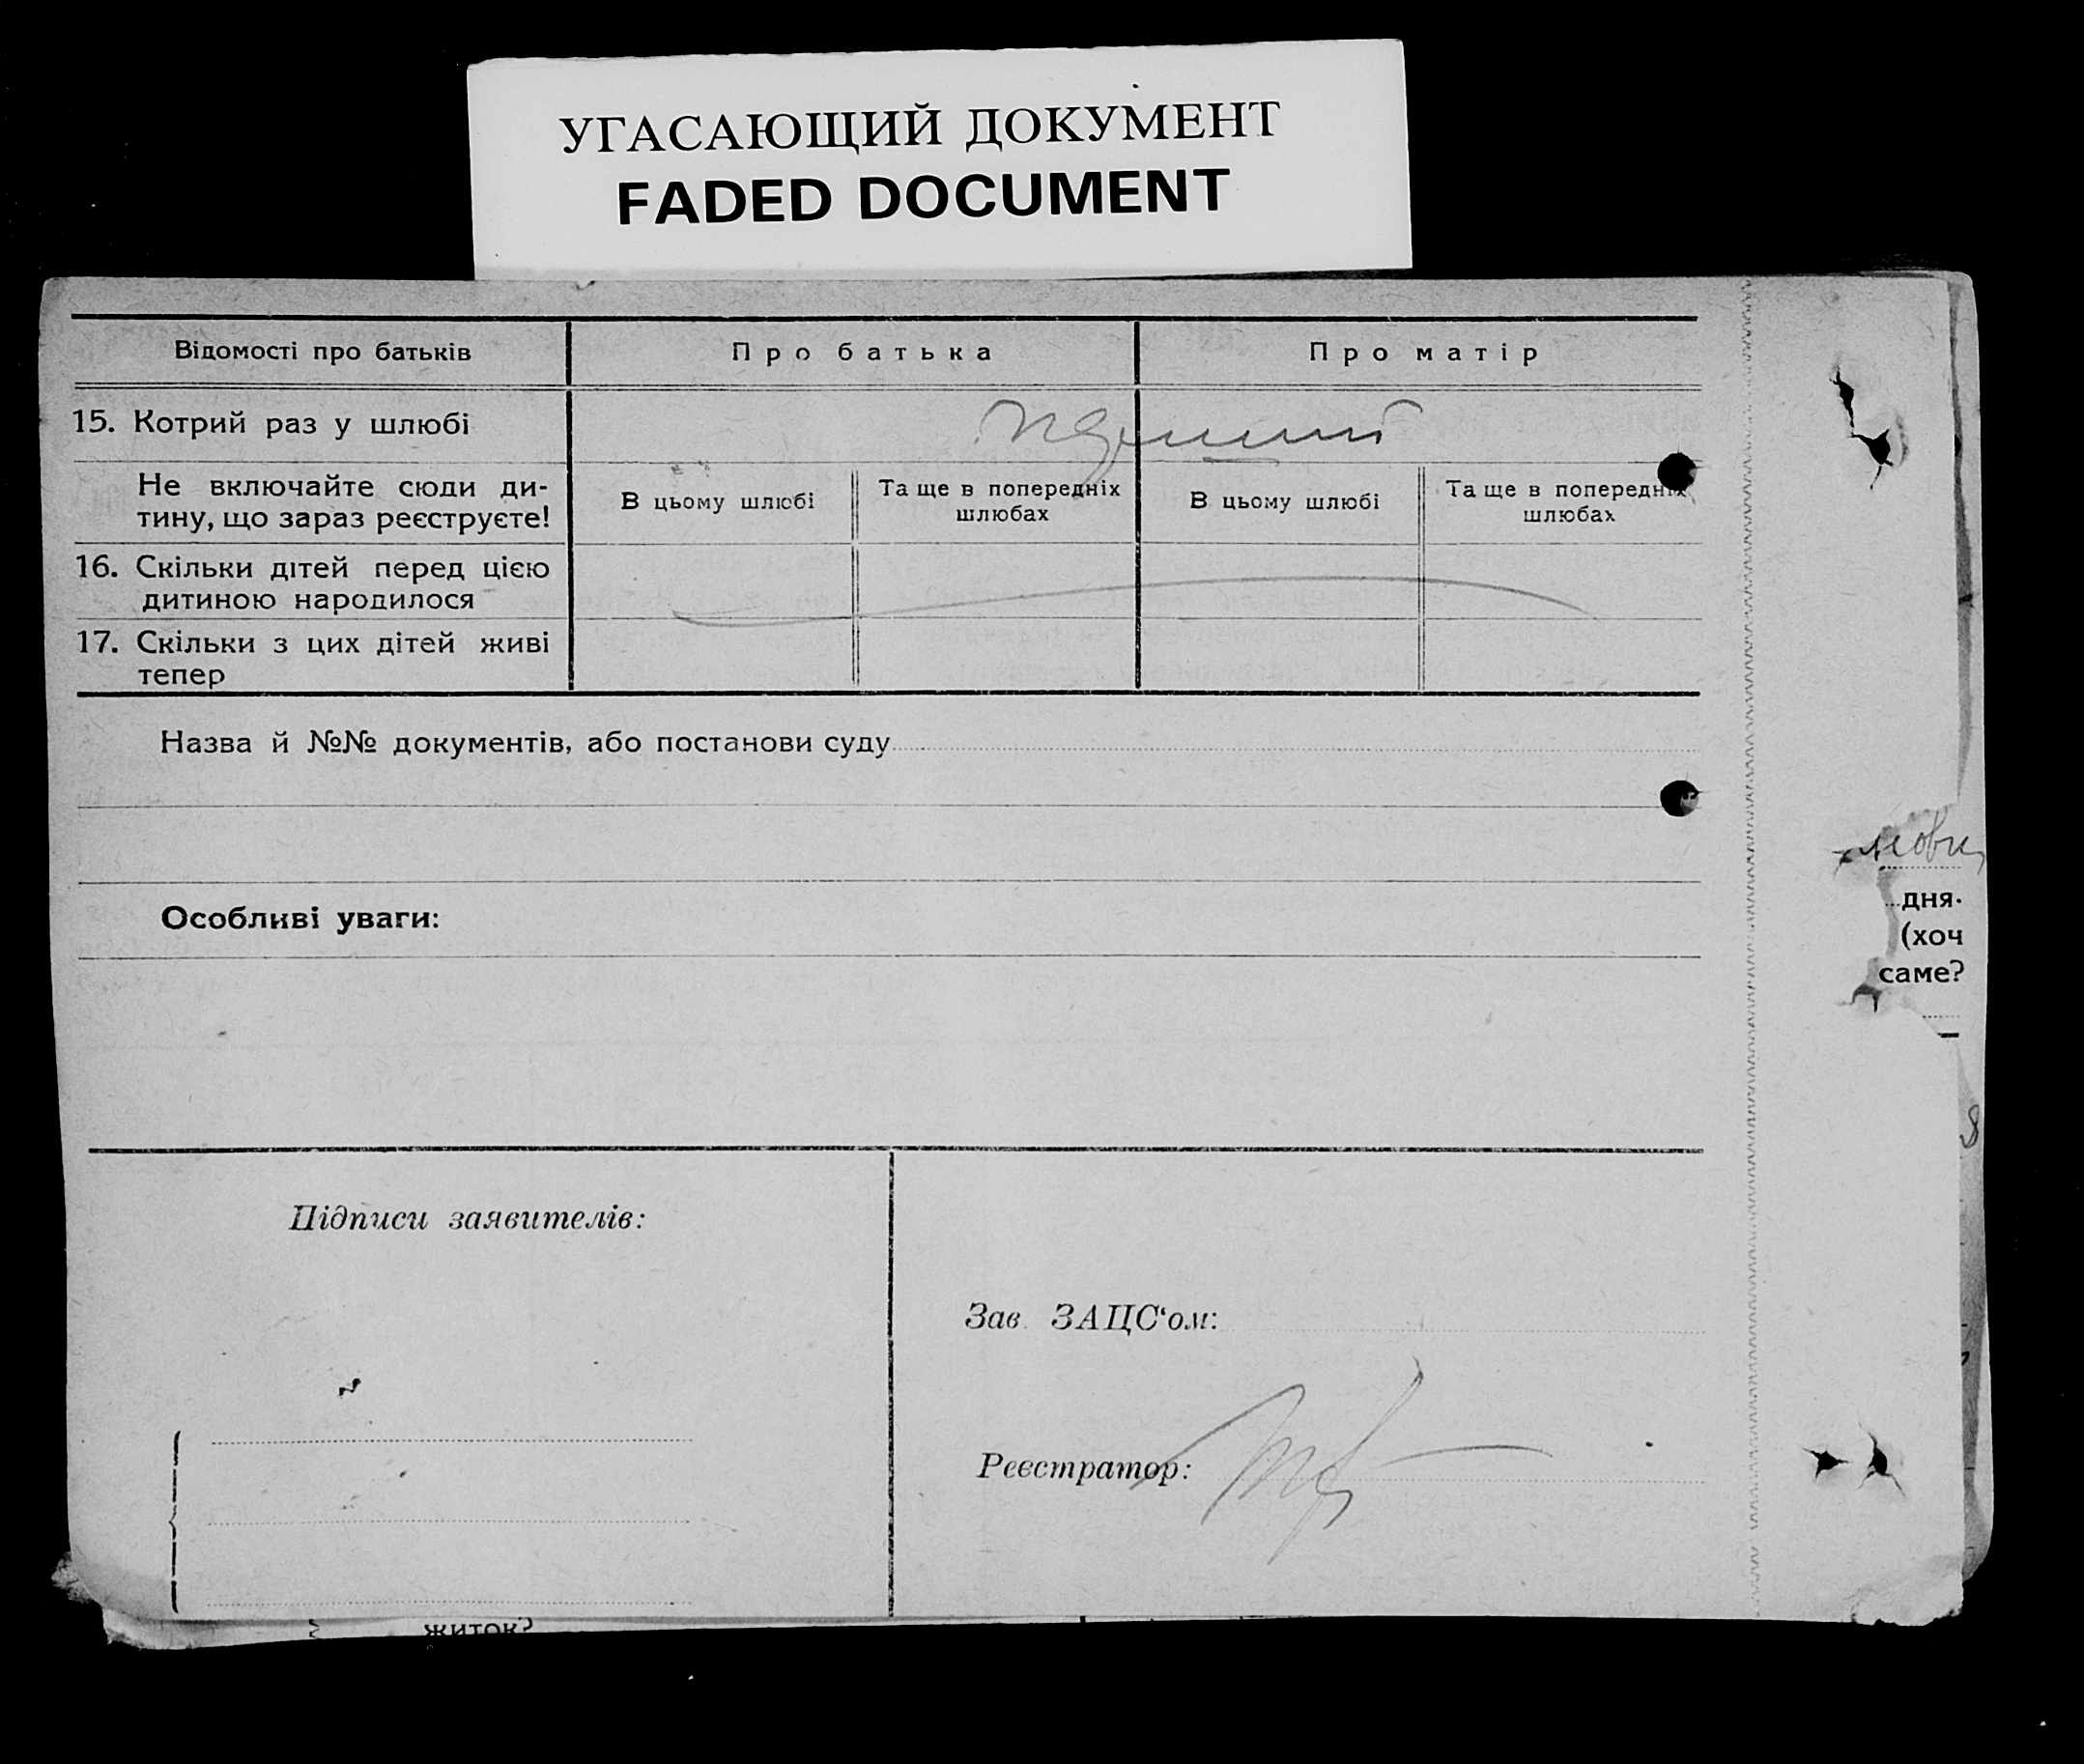 УГАСАЮЩИЙ ДОКУМЕНТ
FADED DOCUMENT
Відомості про батьків
Про батька
Про матір
15. Котрий раз у шлюбі
Не включайте сюди ди-
тину, що зараз реєструєте!
В цьому шлюбі
Та ще в попередніх
шлюбах
В цьому шлюбі
Та ще в попередніх
шлюбах
16. Скільки дітей перед цією
дитиною народилося
17. Скільки з цих дітей живі
тепер
Назва й №№ документів, або постанови суду
дня.
(хоч
саме?
Особливі уваги:
8
Підписи заявителів:
Зав. ЗАЦС‘ом:
Реєстратор:
житок?